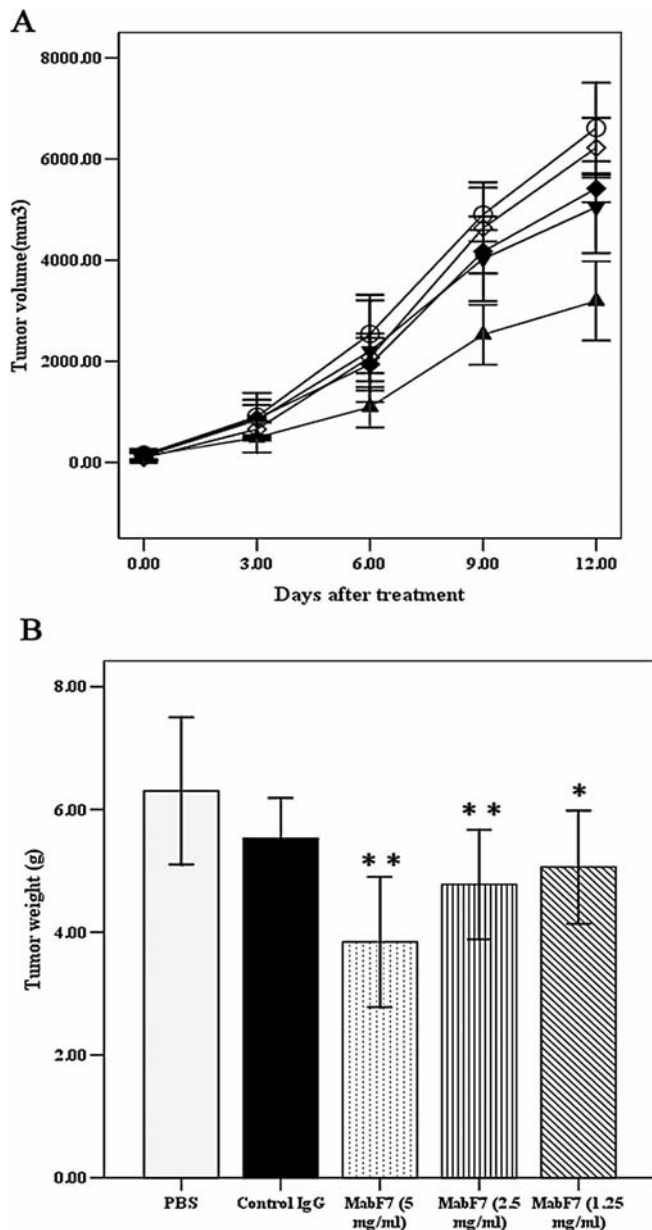 A
8000.00
6000.00
4000.00
2000.00
0.00
Tumor volume(mm3)
0.00 3.00 6.00 9.00 12.00
Days after treatment
B
8.00
6.00
4.00
2.00
0.00
Tumor weight (g)
** ** *
PBS Control IgG MabF7 (5 mg/ml) MabF7 (2.5 mg/ml) MabF7 (1.25 mg/ml)